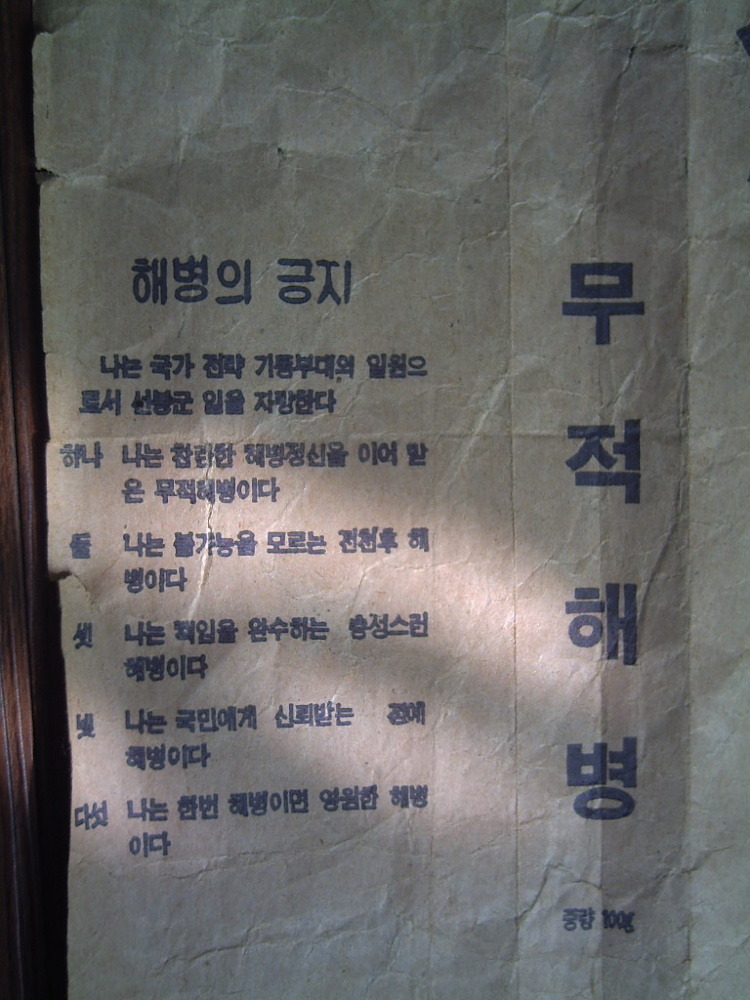 해병의 긍지
나는 국가 전략 기동부대의 일원으
로서 선봉군 임을 자랑한다
하나 나는 찬란한 해병정신을 이어 받
은 무적해병이다
둘 나는 불가능을 모르는 전천후 해
병이다
셋 나는 책임을 완수하는 충성스런
해병이다
넷 나는 국민에게 신뢰받는 정예
해병이다
다섯 나는 한번 해병이면 영원한 해병
이다
무
적
해
병
중량 100g